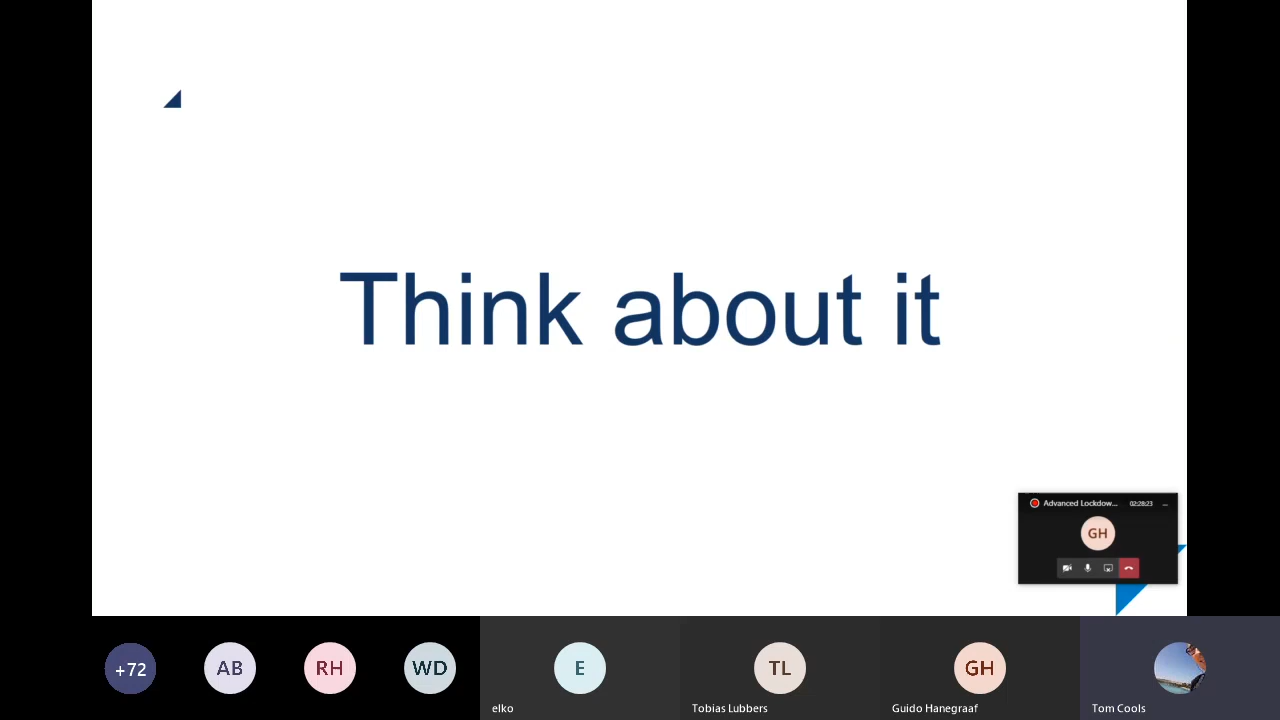 Think about it
Advanced Lockdow... 02:28:23 ...
GH
+72
AB
RH
WD
E
TL
GH
elko
Tobias Lubbers
Guido Hanegraaf
Tom Cools